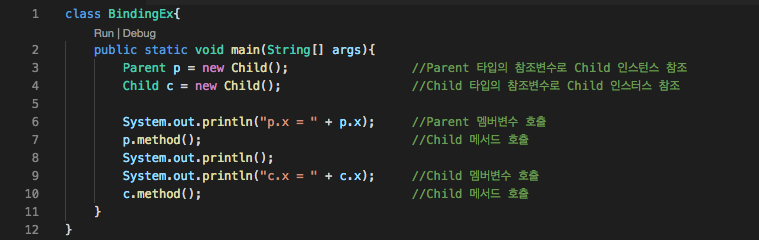 1 class BindingEx{
Run | Debug
2 public static void main(String[] args){
3 Parent p = new Child(); //Parent 타입의 참조변수로 Child 인스턴스 참조
4 Child c = new Child(); //Child 타입의 참조변수로 Child 인스터스 참조
5
6 System.out.println("p.x = " + p.x); //Parent 멤버변수 호출
7 p.method(); //Child 메서드 호출
8 System.out.println();
9 System.out.println("c.x = " + c.x); //Child 멤버변수 호출
10 c.method(); //Child 메서드 호출
11 }
12 }